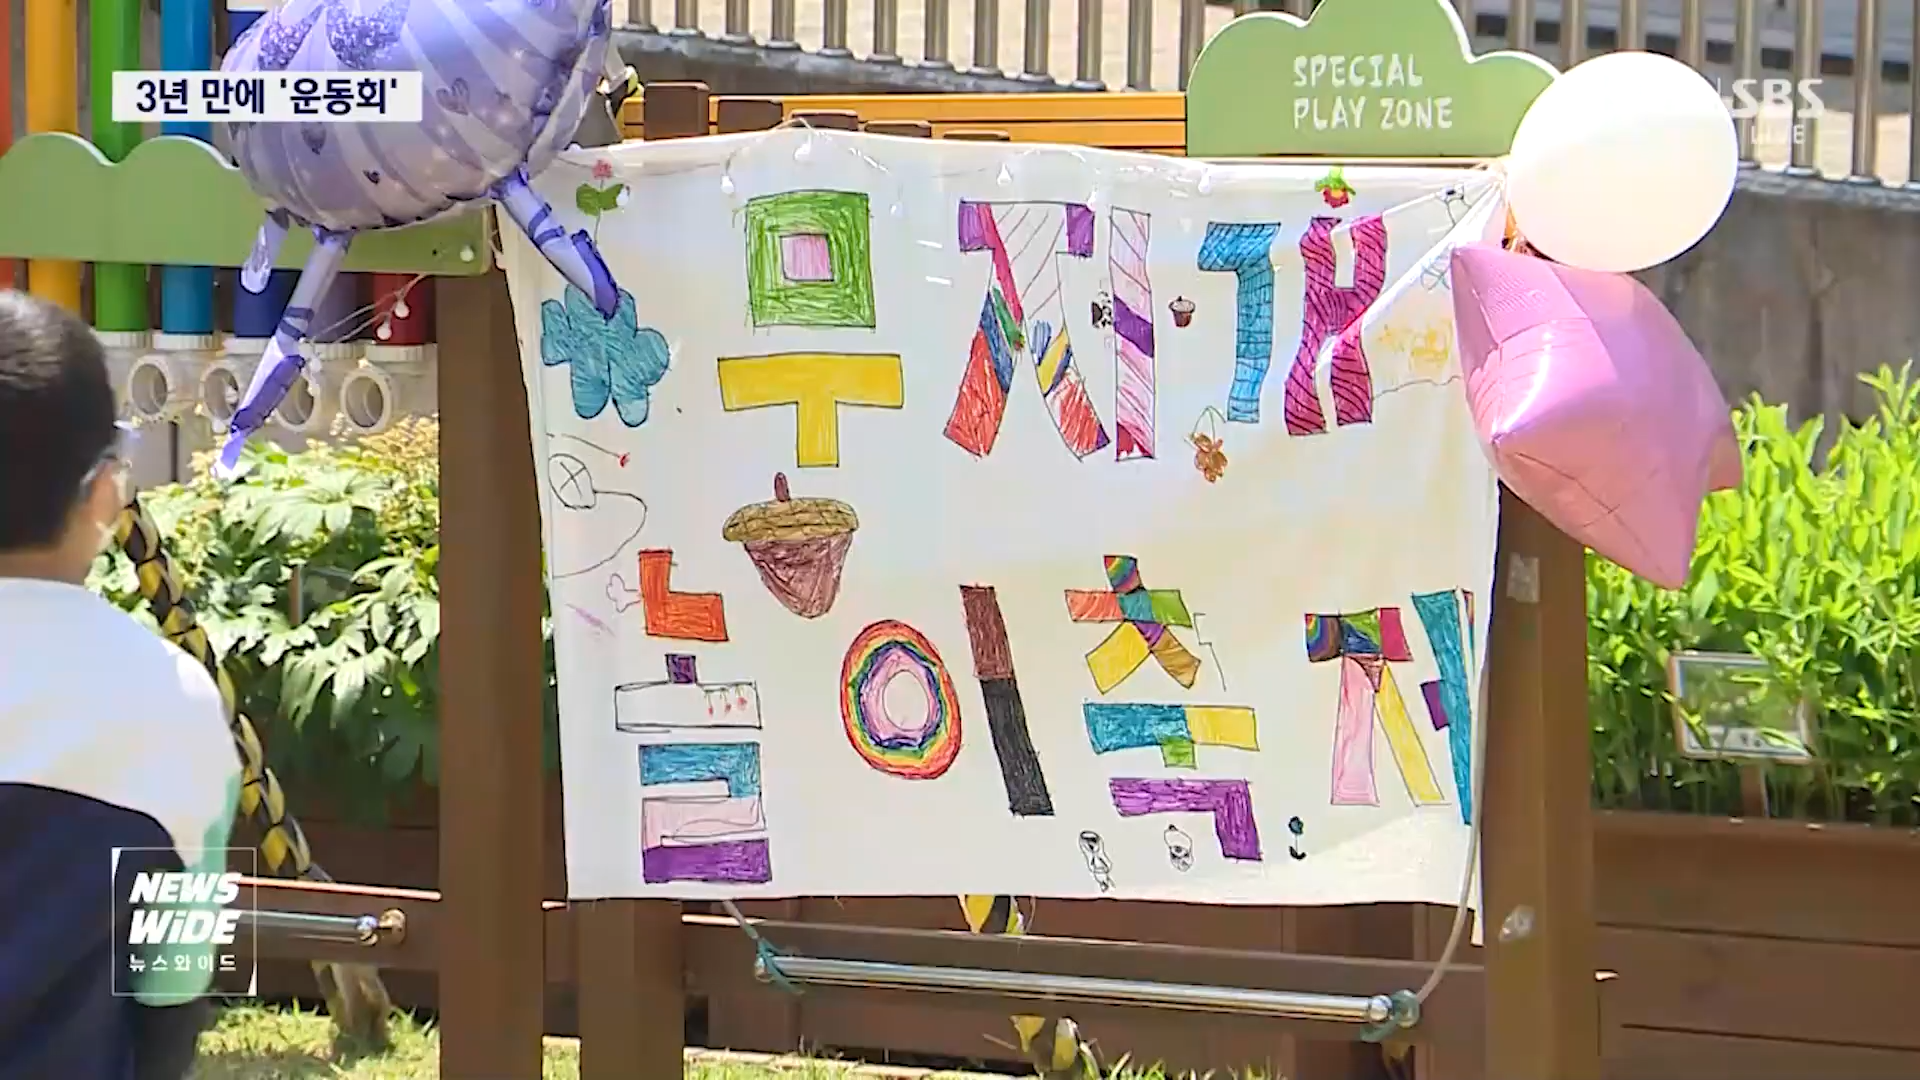 3년 만에 '운동회'
SPECIAL
PLAY ZONE
SBS
LIVE
무지개
놀이축제
NEWS
WiDE
뉴스와이드